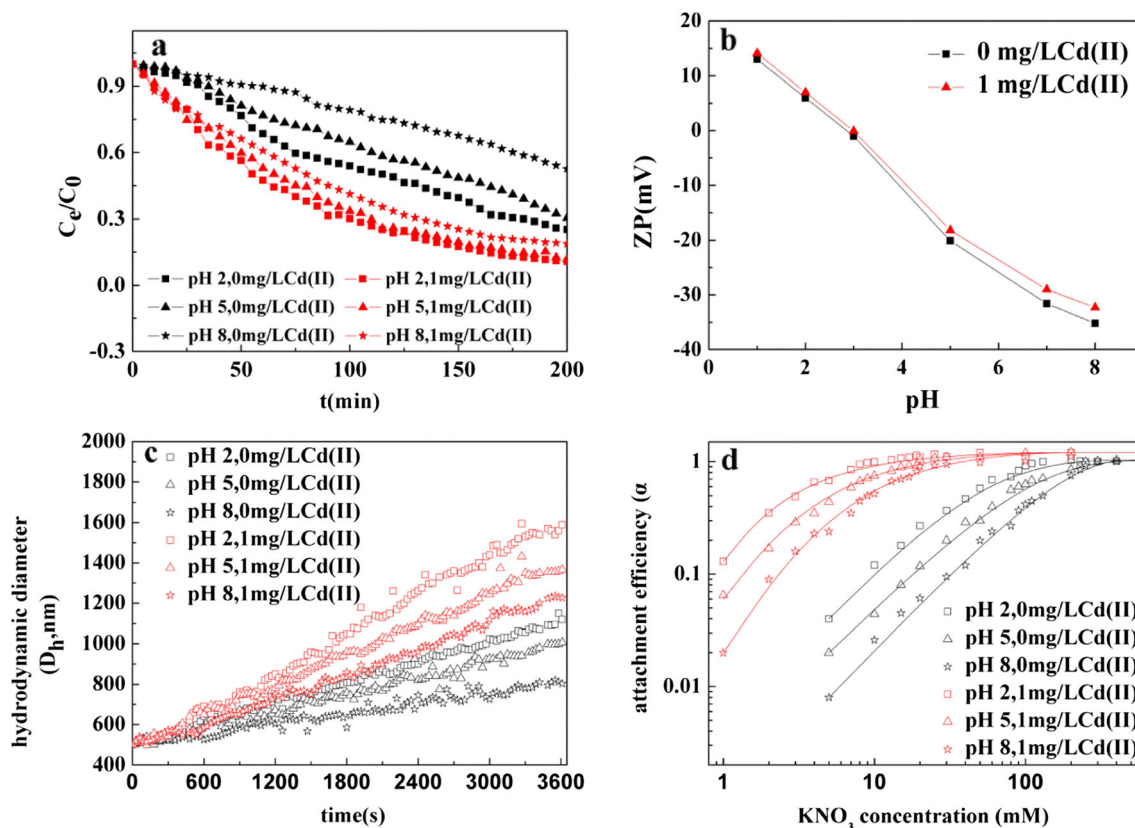 a
0.9
0.6
0.3
0.0
-0.3
C_e/C_0
pH 2,0mg/LCd(II)
pH 5,0mg/LCd(II)
pH 8,0mg/LCd(II)
pH 2,1mg/LCd(II)
pH 5,1mg/LCd(II)
pH 8,1mg/LCd(II)
0 50 100 150 200
t(min)
b
20
10
0
-10
-20
-30
-40
ZP(mV)
0 mg/LCd(II)
1 mg/LCd(II)
0 2 4 6 8
pH
c
2000
1800
1600
1400
1200
1000
800
600
400
hydrodynamic diameter
(D_h,nm)
pH 2,0mg/LCd(II)
pH 5,0mg/LCd(II)
pH 8,0mg/LCd(II)
pH 2,1mg/LCd(II)
pH 5,1mg/LCd(II)
pH 8,1mg/LCd(II)
0 600 1200 1800 2400 3000 3600
time(s)
d
1
0.1
0.01
attachment efficiency (α
pH 2,0mg/LCd(II)
pH 5,0mg/LCd(II)
pH 8,0mg/LCd(II)
pH 2,1mg/LCd(II)
pH 5,1mg/LCd(II)
pH 8,1mg/LCd(II)
1 10 100
KNO_3 concentration (mM)